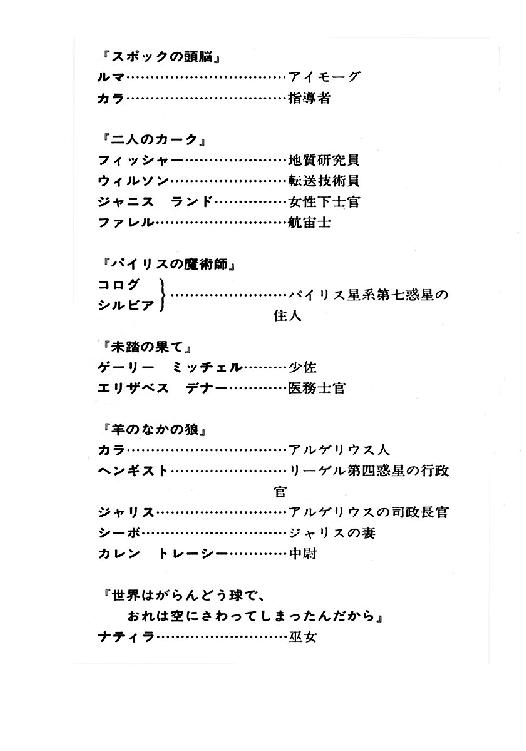 『スポックの頭脳』
ルマ……………………………アイモーグ
カラ……………………………指導者
『二人のカーク』
フィッシャー…………………地質研究員
ウィルソン……………………転送技術員
ジャニス　ランド……………女性下士官
ファレル………………………航宙士
『パイリスの魔術師』
コログ
シルビア}……………………パイリス星系第七惑星の
住人
『未踏の果て』
ゲーリー　ミッチェル………少佐
エリザベス　デナー…………医務士官
『羊のなかの狼』
カラ……………………………アルゲリウス人
ヘンギスト……………………リーゲル第四惑星の行政
官
ジャリス………………………アルゲリウスの司政長官
シーボ…………………………ジャリスの妻
カレン　トレーシー…………中尉
『世界はがらんどう球で、
おれは空にさわってしまったんだから』
ナティラ………………………巫女